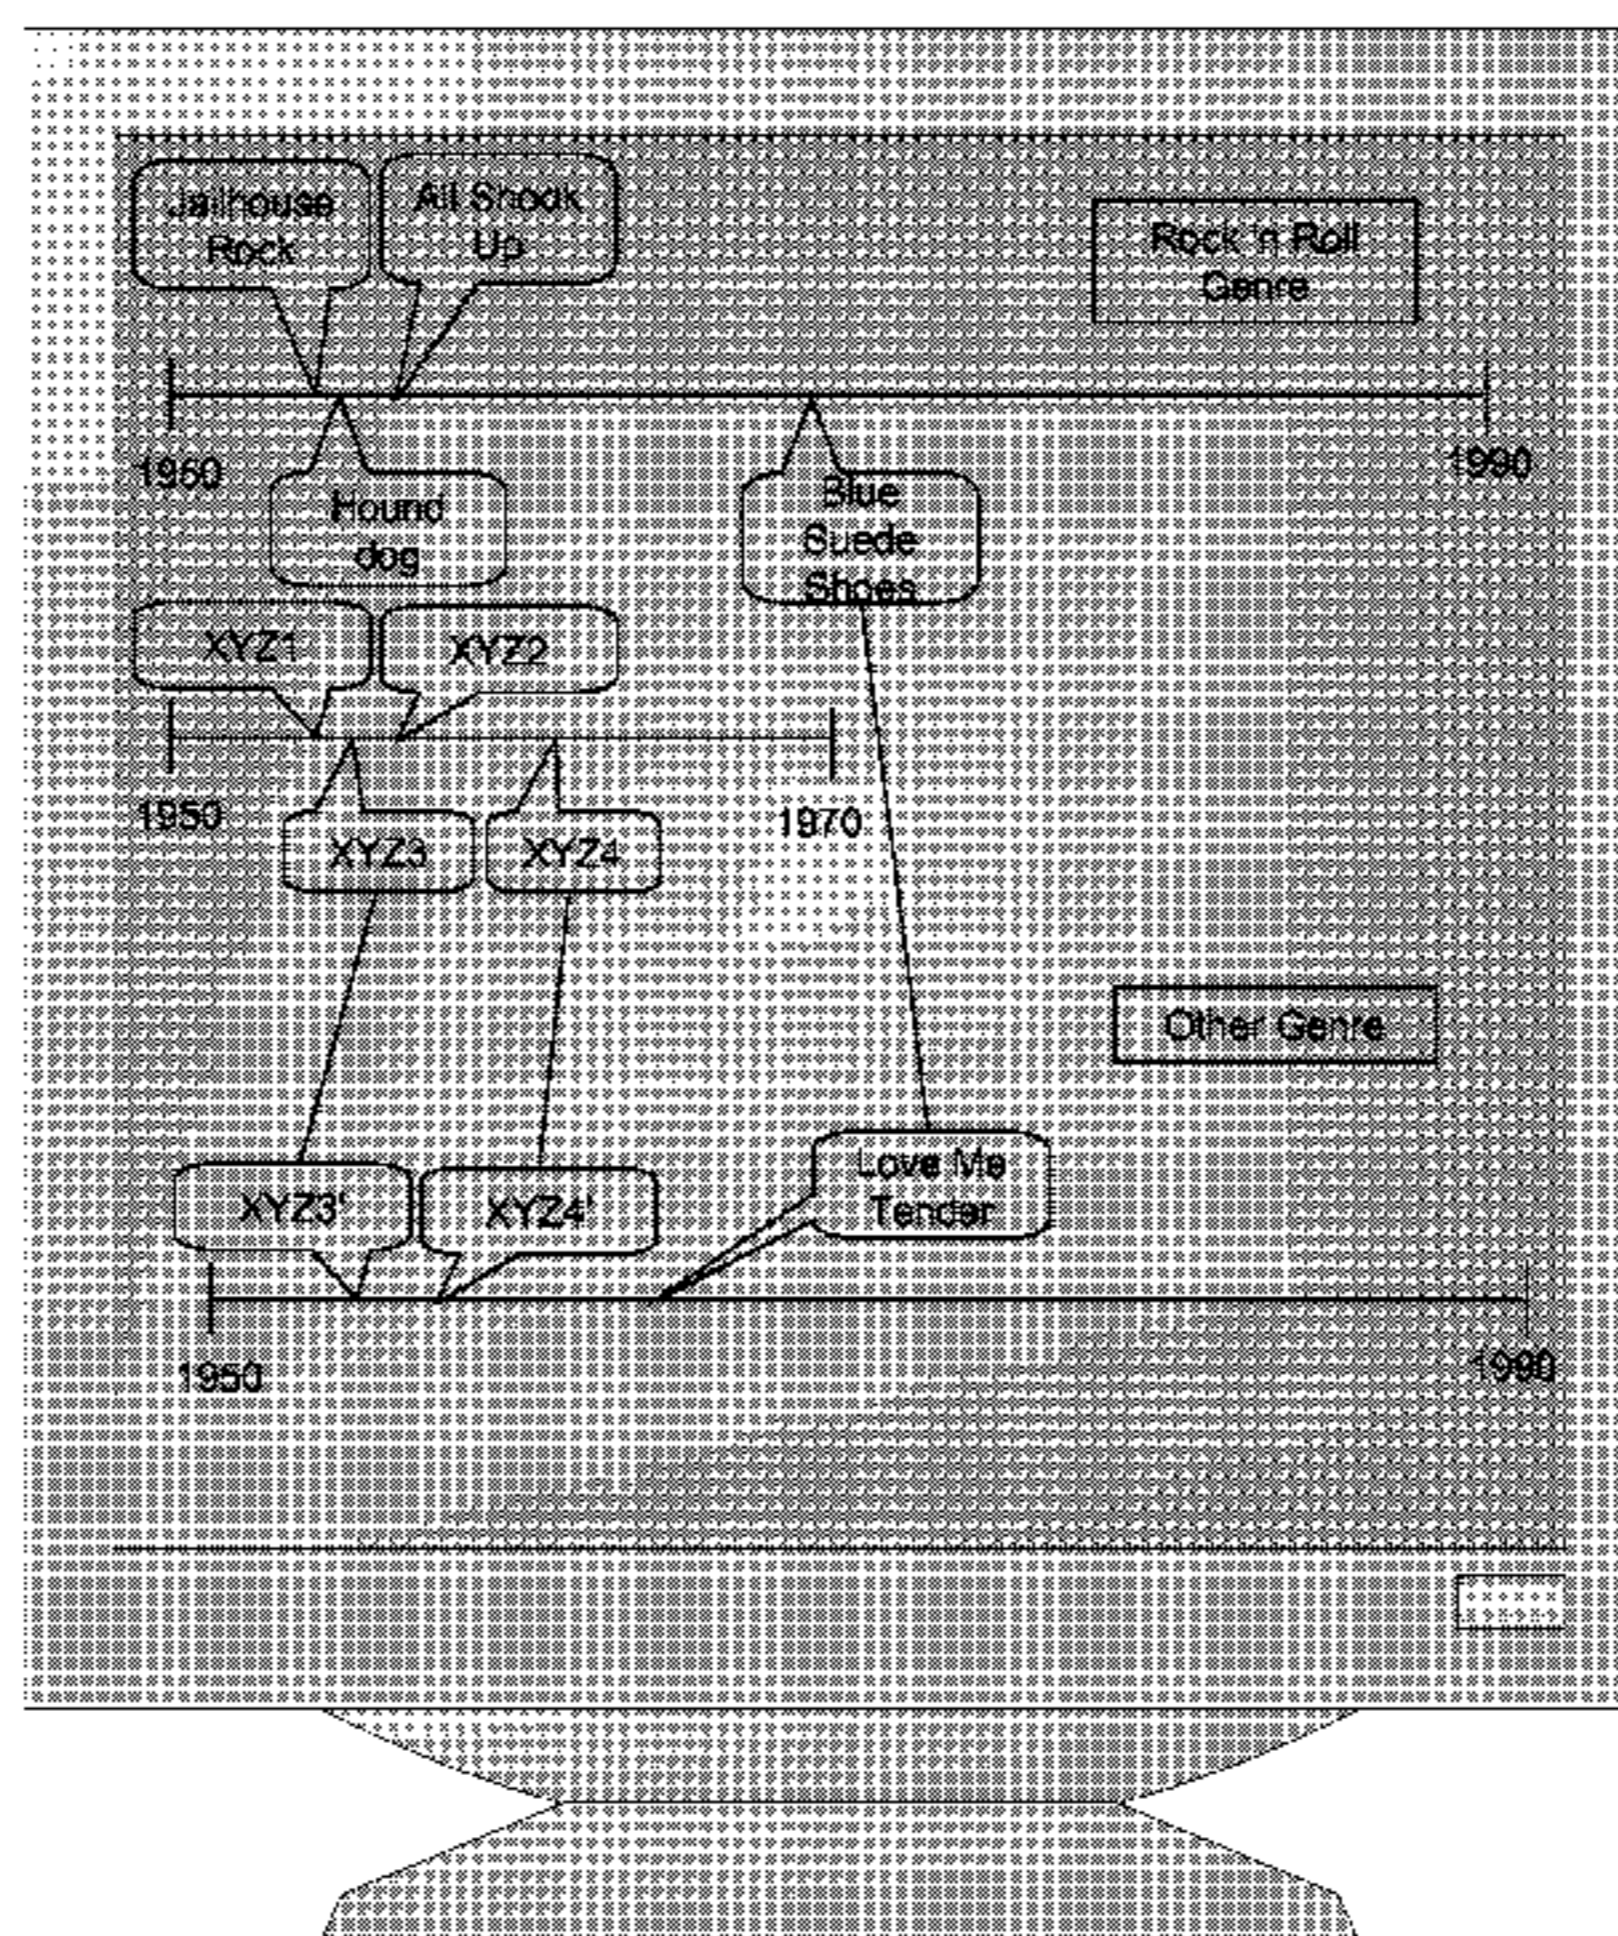 Jailhouse
Rock
All Shook
Up
Rock 'n Roll
Genre
1950
1990
Hound
dog
Blue
Suede
Shoes
XYZ1
XYZ2
1950
1970
XYZ3
XYZ4
Other Genre
XYZ3'
XYZ4'
Love Me
Tender
1950
1990